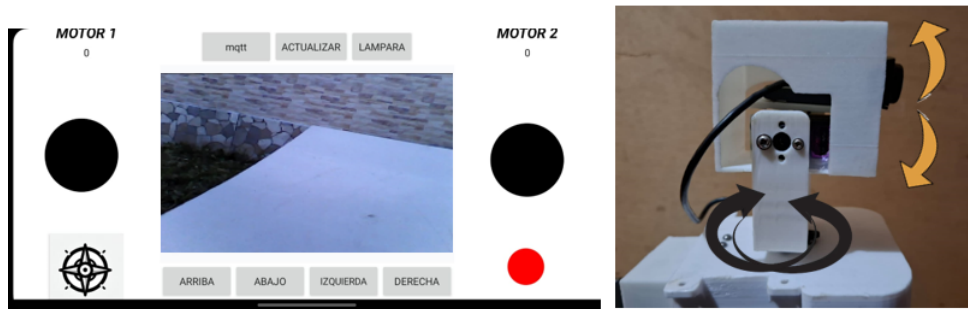 MOTOR 1
0
mqtt
ACTUALIZAR
LAMPARA
MOTOR 2
0
ARRIBA
ABAJO
IZQUIERDA
DERECHA